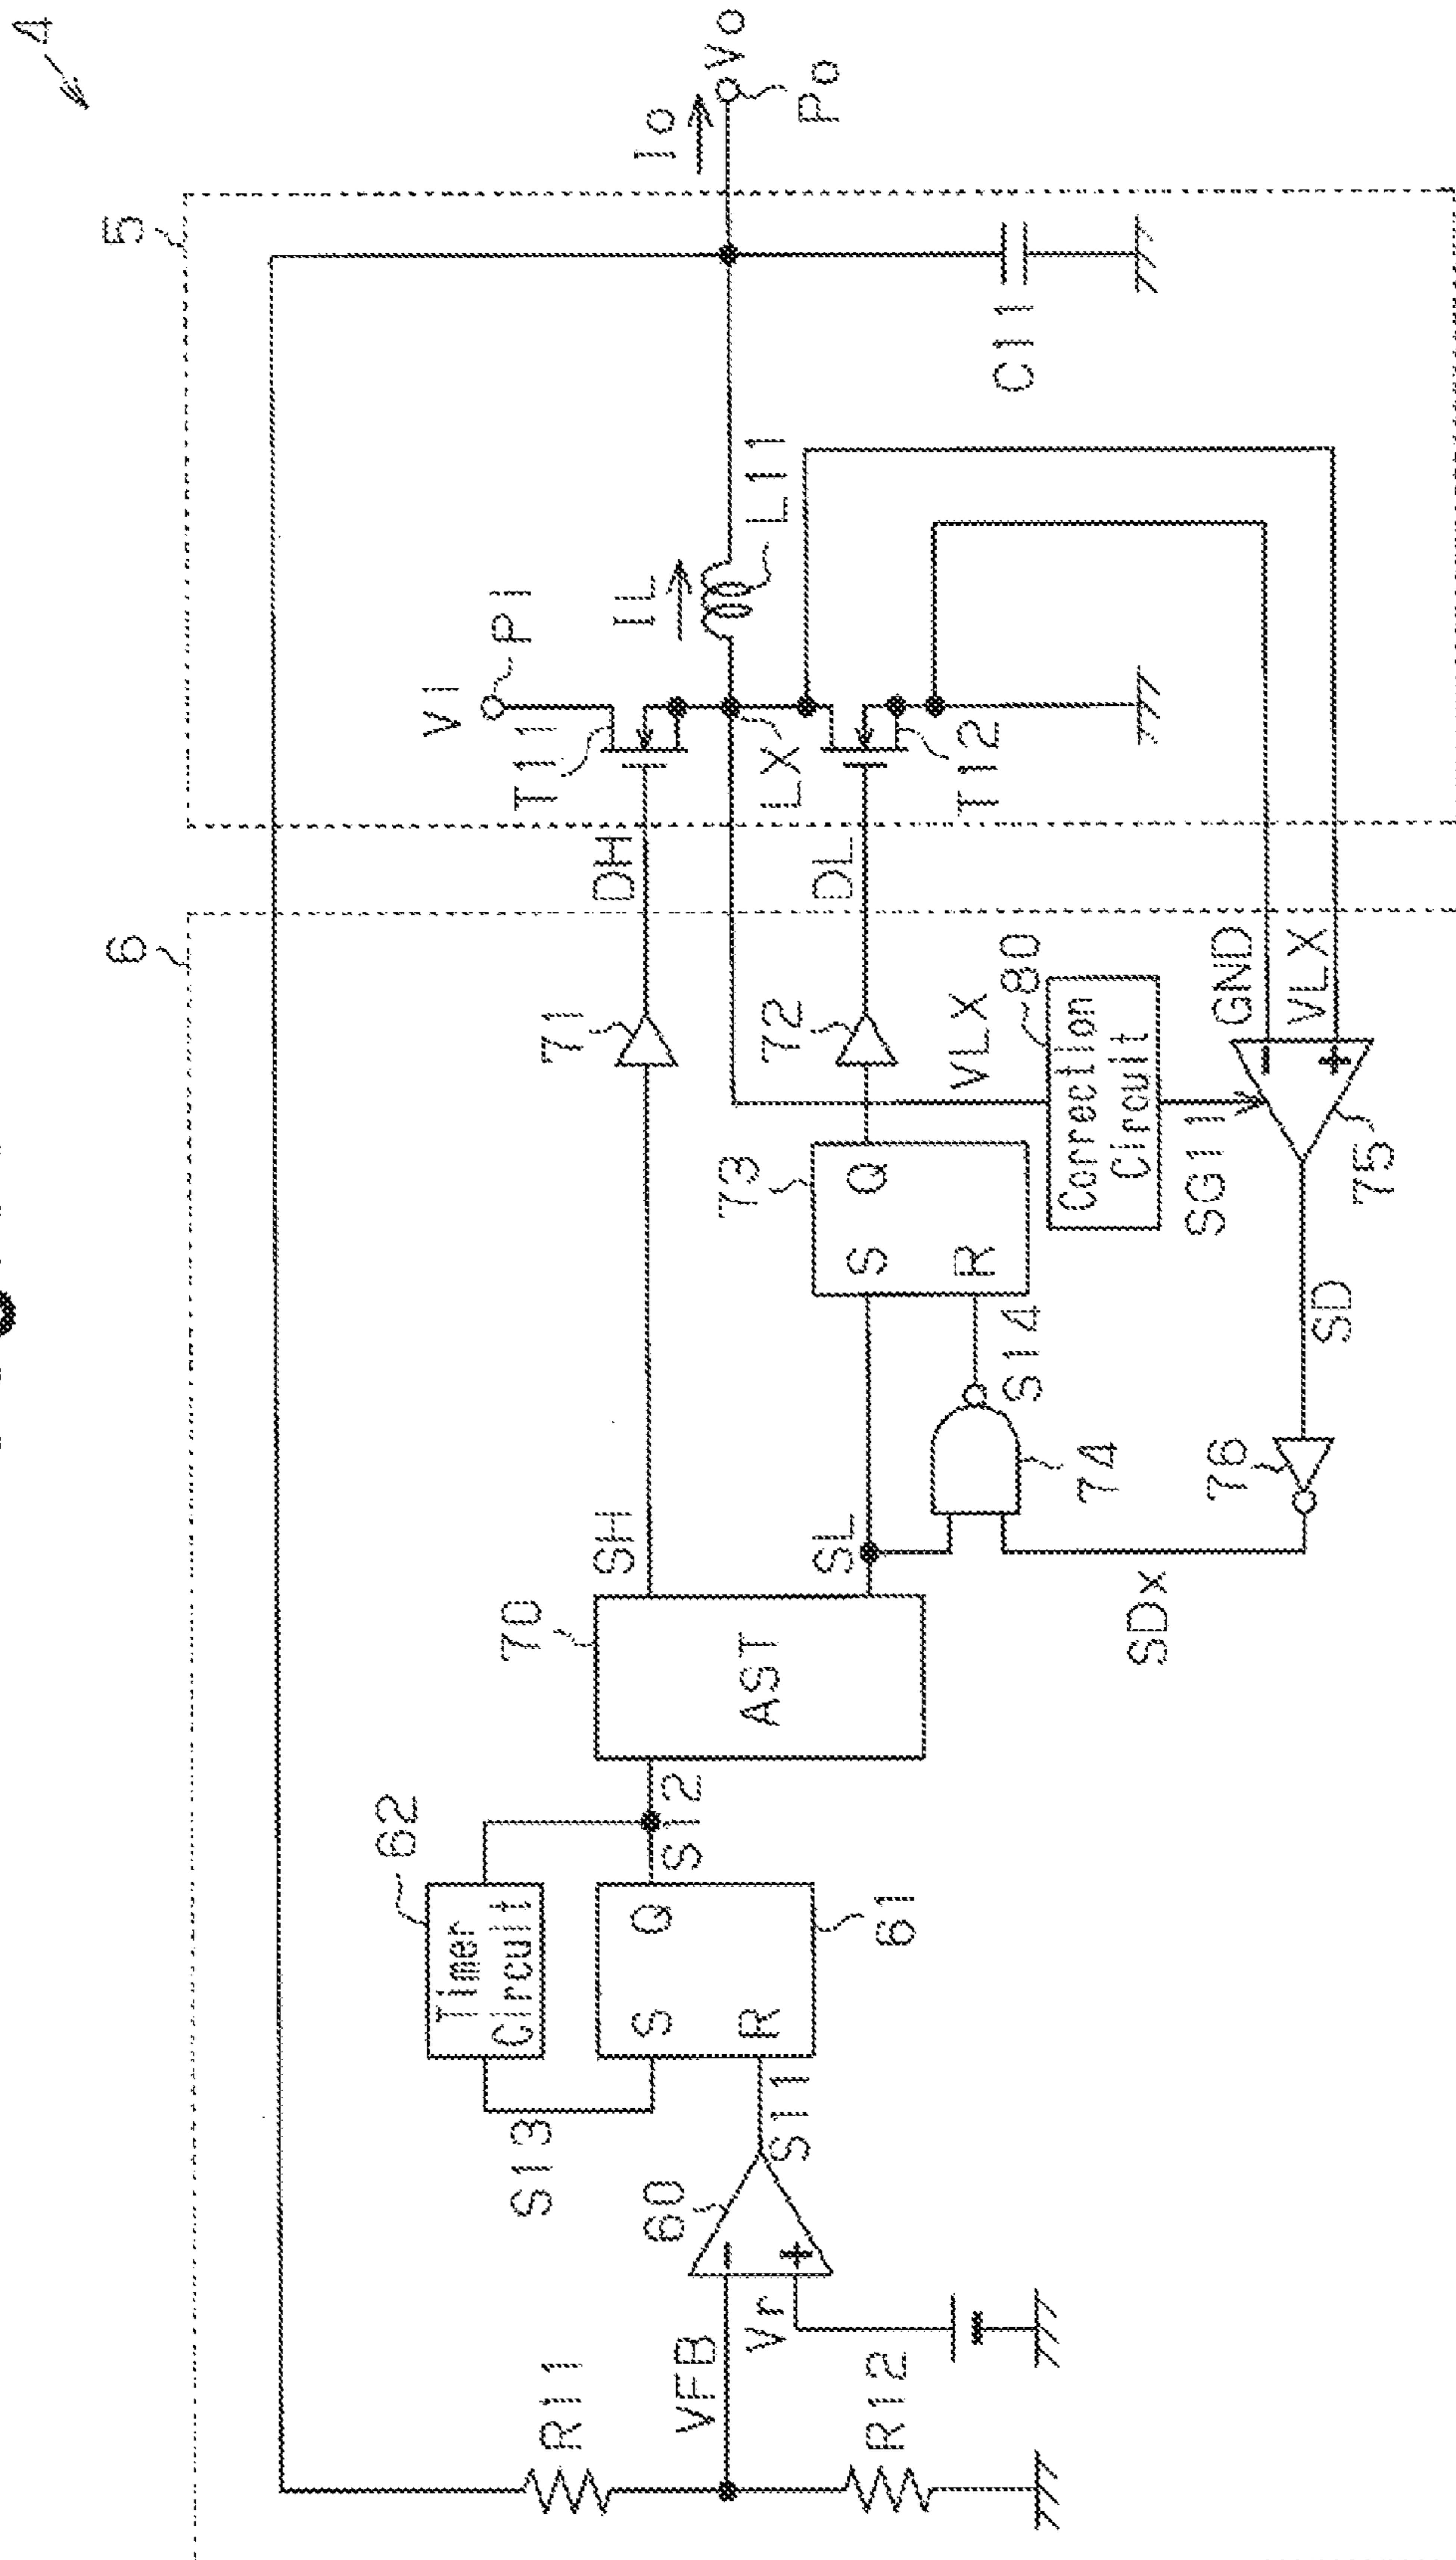 4
5
6
Vi
Pi
T11
IL
L11
Io
Vo
Po
C11
LX
T12
DH
DL
71
72
VLX
80
Correction
Circuit
SG11
GND
VLX
-
+
75
SD
76
SDx
73
S
Q
R
S14
74
SH
SL
70
AST
62
Timer
Circuit
S12
S13
S
Q
R
61
S11
60
-
+
VFB
Vr
R11
R12